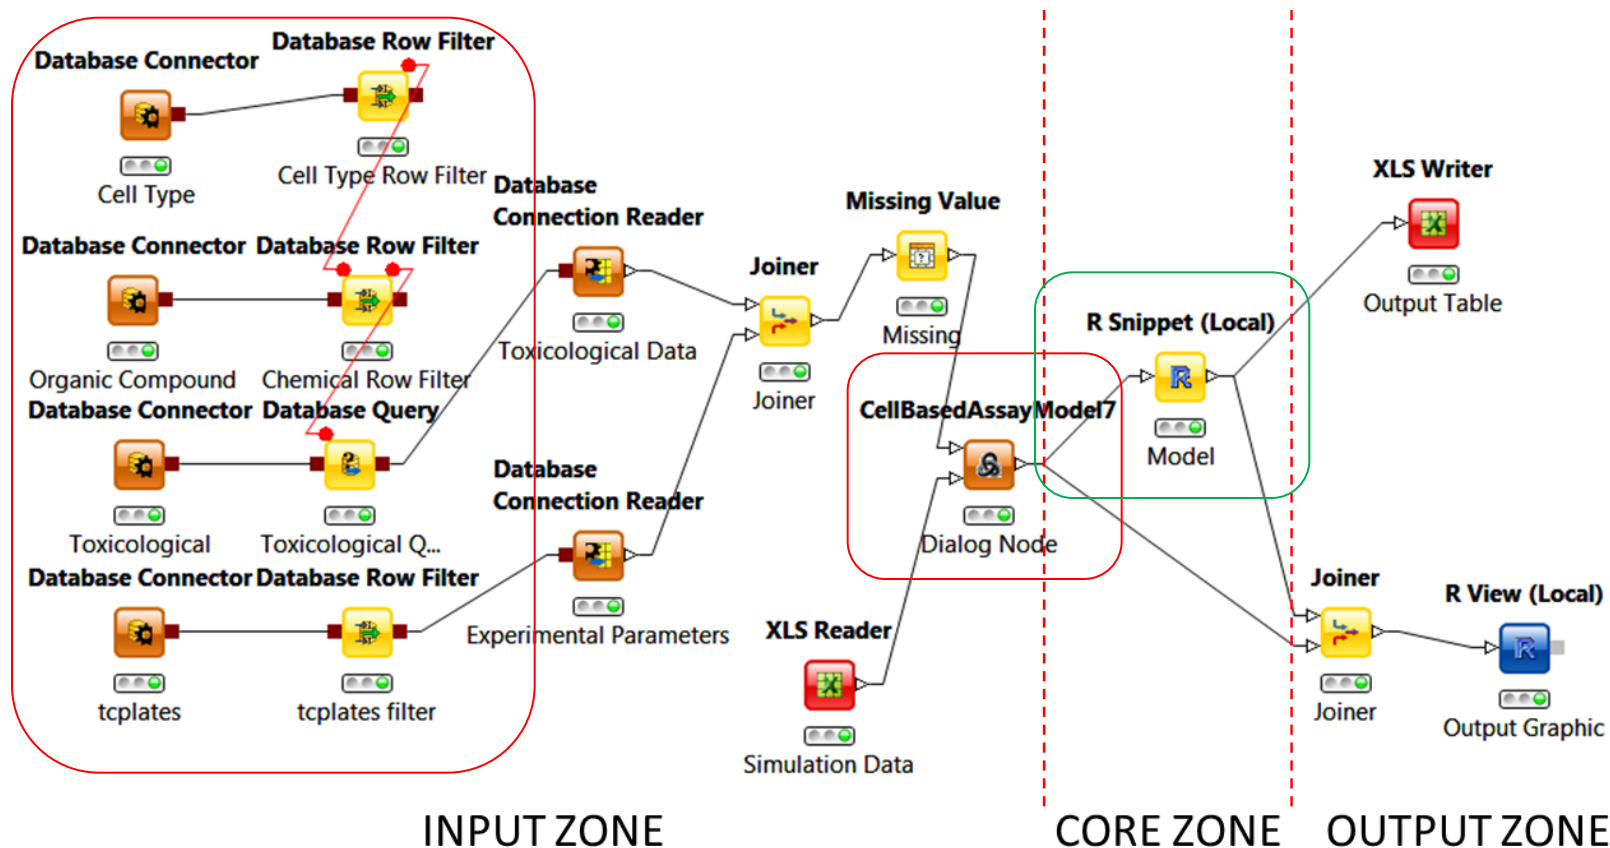 Database Connector
Cell Type
Database Row Filter
Cell Type Row Filter
Database Connector
Organic Compound
Database Row Filter
Chemical Row Filter
Database Connector
Toxicological
Database Query
Toxicological Q...
Database Connector
tcplates
Database Row Filter
tcplates filter
Database
Connection Reader
Toxicological Data
Database
Connection Reader
Experimental Parameters
Joiner
Joiner
Missing Value
?
Missing
XLS Reader
Simulation Data
CellBasedAssayModel7
Dialog Node
R Snippet (Local)
R
Model
XLS Writer
Output Table
Joiner
Joiner
R View (Local)
R
Output Graphic
INPUT ZONE
CORE ZONE
OUTPUT ZONE